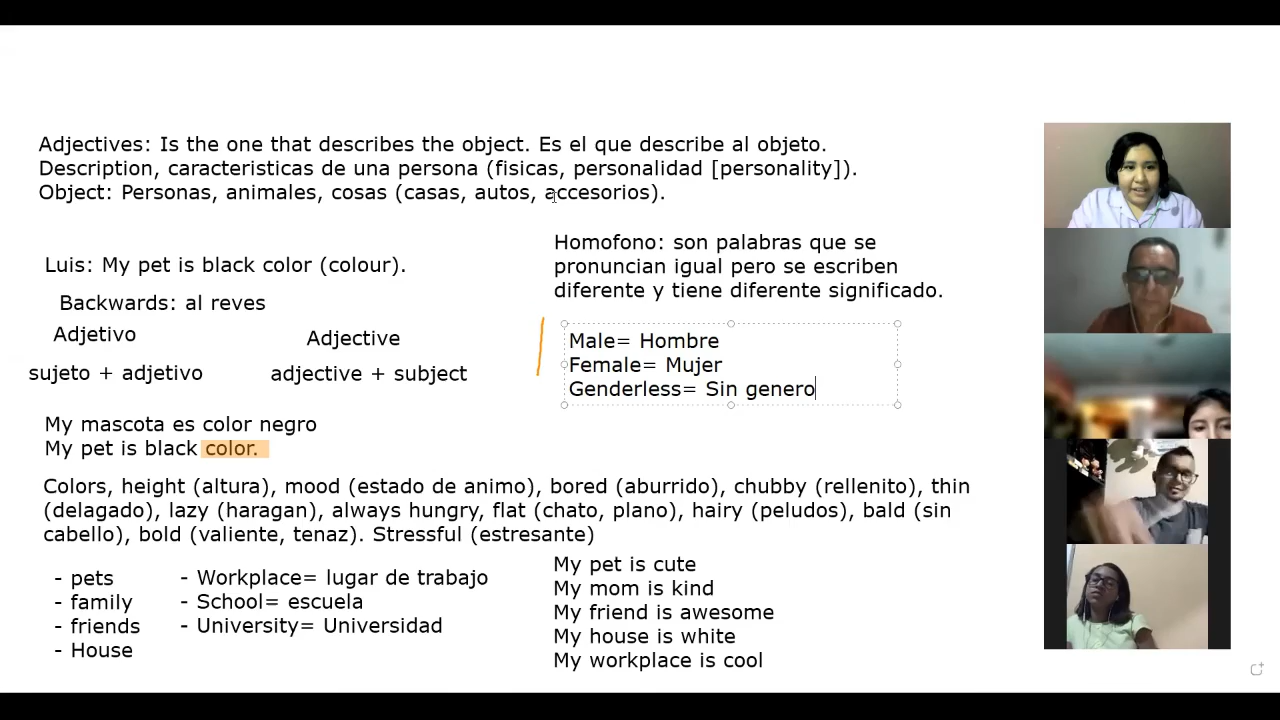 Adjectives: Is the one that describes the object. Es el que describe al objeto.
Description, caracteristicas de una persona (fisicas, personalidad [personality]).
Object: Personas, animales, cosas (casas, autos, accesorios).
Luis: My pet is black color (colour).
Backwards: al reves
Adjetivo
Adjective
sujeto + adjetivo
adjective + subject
My mascota es color negro
My pet is black color.
Homofono: son palabras que se
pronuncian igual pero se escriben
diferente y tiene diferente significado.
Male= Hombre
Female= Mujer
Genderless= Sin genero
Colors, height (altura), mood (estado de animo), bored (aburrido), chubby (rellenito), thin
(delagado), lazy (haragan), always hungry, flat (chato, plano), hairy (peludos), bald (sin
cabello), bold (valiente, tenaz). Stressful (estresante)
- pets
- family
- friends
- House
- Workplace= lugar de trabajo
- School= escuela
- University= Universidad
My pet is cute
My mom is kind
My friend is awesome
My house is white
My workplace is cool